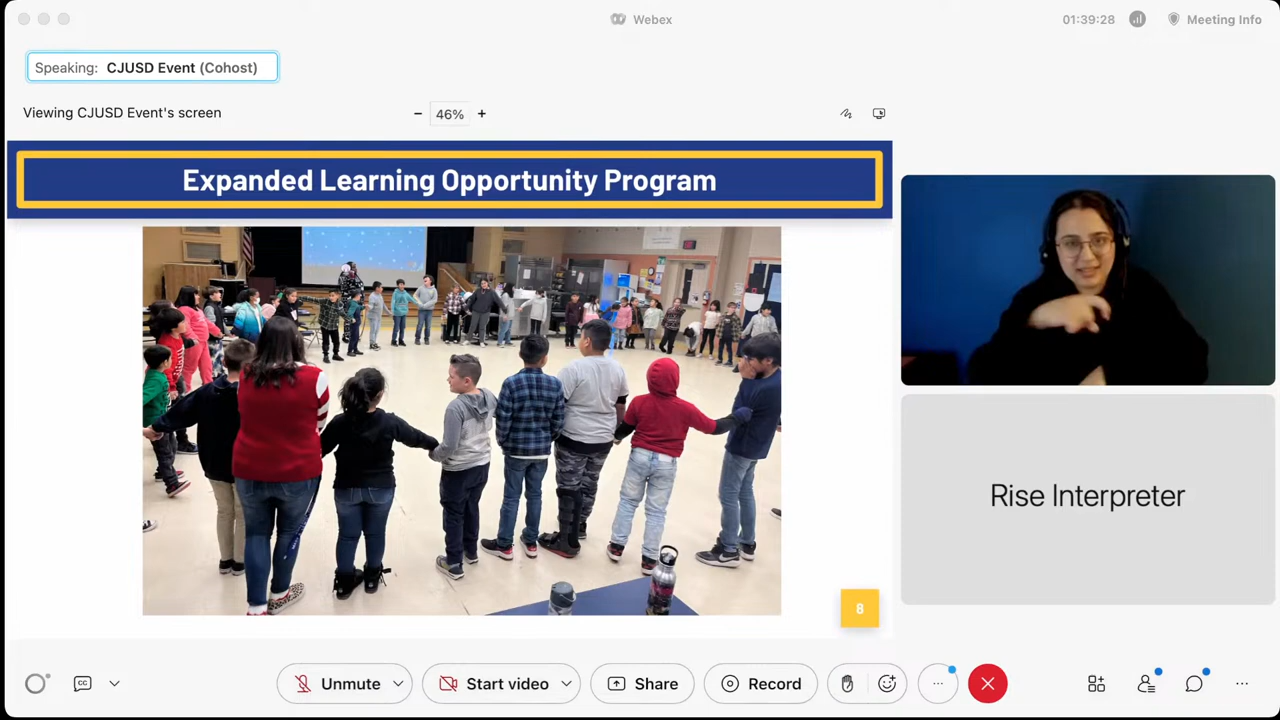 Webex
01:39:28
Meeting Info
Speaking: CJUSD Event (Cohost)
Viewing CJUSD Event's screen
− 46% +
Expanded Learning Opportunity Program
8
Rise Interpreter
CC
Unmute
Start video
Share
Record